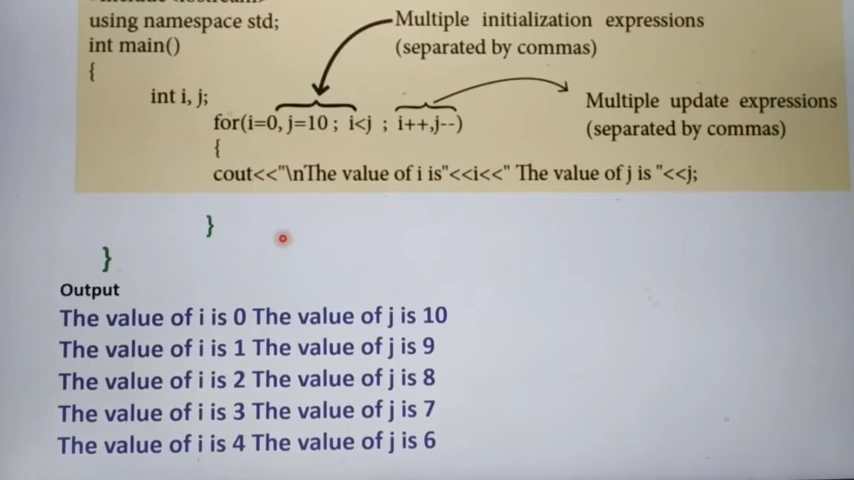 using namespace std;
int main()
{
int i, j;
for(i=0, j=10 ; i<j ; i++,j--)
{
cout<<"\nThe value of i is"<<i<<" The value of j is "<<j;
Multiple initialization expressions
(separated by commas)
Multiple update expressions
(separated by commas)
}
}
Output
The value of i is 0 The value of j is 10
The value of i is 1 The value of j is 9
The value of i is 2 The value of j is 8
The value of i is 3 The value of j is 7
The value of i is 4 The value of j is 6